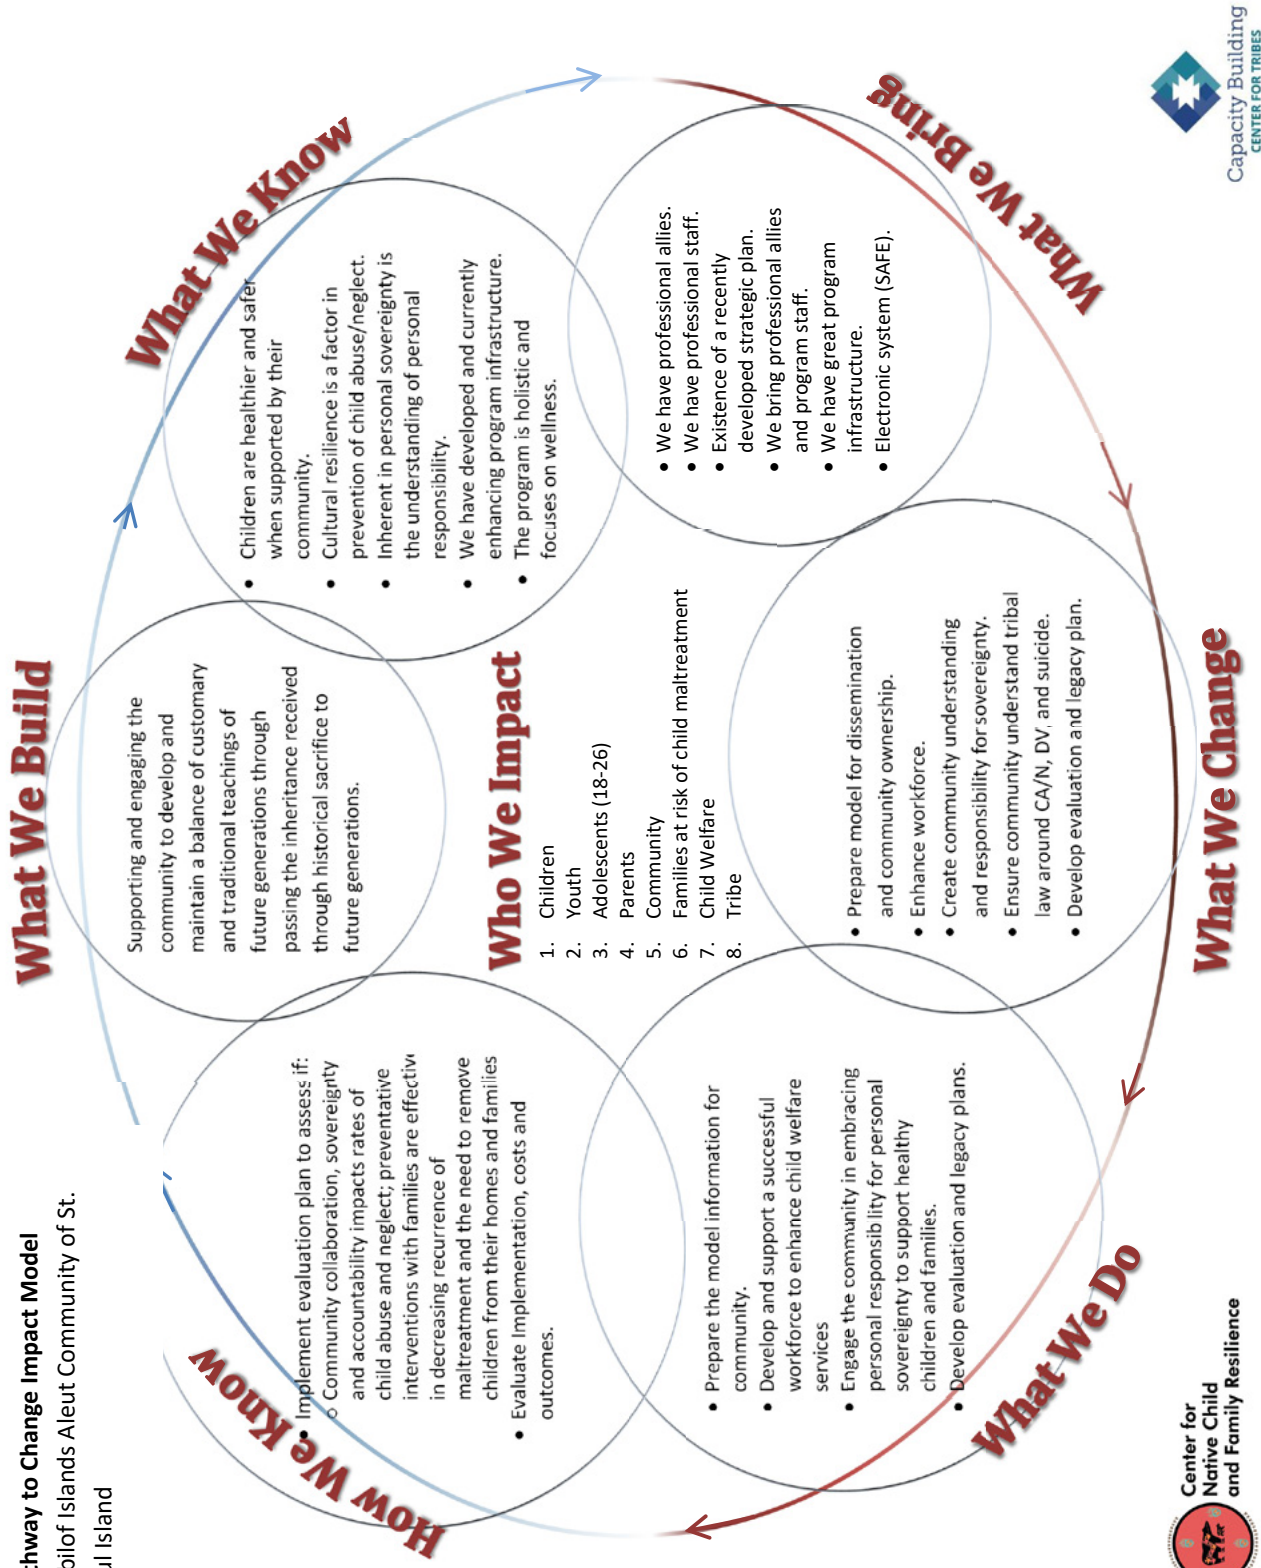 thway to Change Impact Model
bilof Islands Aleut Community of St.
ul Island
What We Build
Supporting and engaging the
community to develop and
maintain a balance of customary
and traditional teachings of
future generations through
passing the inheritance received
through historical sacrifice to
future generations.
What We Know
• Children are healthier and safer
when supported by their
community.
• Cultural resilience is a factor in
prevention of child abuse/neglect.
• Inherent in personal sovereignty is
the understanding of personal
responsibility.
• We have developed and currently
enhancing program infrastructure.
• The program is holistic and
focuses on wellness.
What We Bring
• We have professional allies.
• We have professional staff.
• Existence of a recently
developed strategic plan.
• We bring professional allies
and program staff.
• We have great program
infrastructure.
• Electronic system (SAFE).
What We Change
• Prepare model for dissemination
and community ownership.
• Enhance workforce.
• Create community understanding
and responsibility for sovereignty.
• Ensure community understand tribal
law around CA/N, DV, and suicide.
• Develop evaluation and legacy plan.
What We Do
• Prepare the model information for
community.
• Develop and support a successful
workforce to enhance child welfare
services
• Engage the community in embracing
personal responsibility for personal
sovereignty to support healthy
children and families.
• Develop evaluation and legacy plans.
How We Know
• Implement evaluation plan to assess if:
o Community collaboration, sovereignty
and accountability impacts rates of
child abuse and neglect; preventative
interventions with families are effectiv
in decreasing recurrence of
maltreatment and the need to remove
children from their homes and families
• Evaluate Implementation, costs and
outcomes.
Who We Impact
1. Children
2. Youth
3. Adolescents (18-26)
4. Parents
5. Community
6. Families at risk of child maltreatment
7. Child Welfare
8. Tribe
Center for
Native Child
and Family Resilience
Capacity Building
CENTER FOR TRIBES